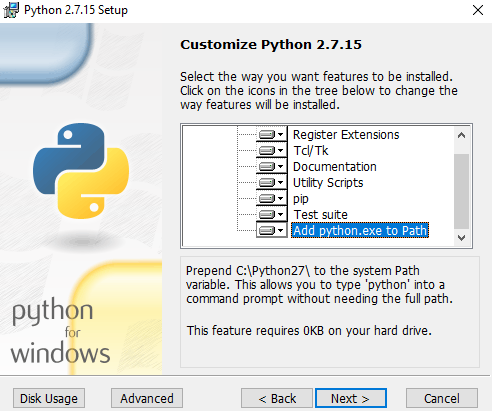 Python 2.7.15 Setup
Customize Python 2.7.15
Select the way you want features to be installed.
Click on the icons in the tree below to change the
way features will be installed.
Register Extensions
Tcl/Tk
Documentation
Utility Scripts
pip
Test suite
Add python.exe to Path
Prepend C:\Python27\ to the system Path
variable. This allows you to type 'python' into a
command prompt without needing the full path.
This feature requires 0KB on your hard drive.
python
for
windows
Disk Usage
Advanced
< Back
Next >
Cancel